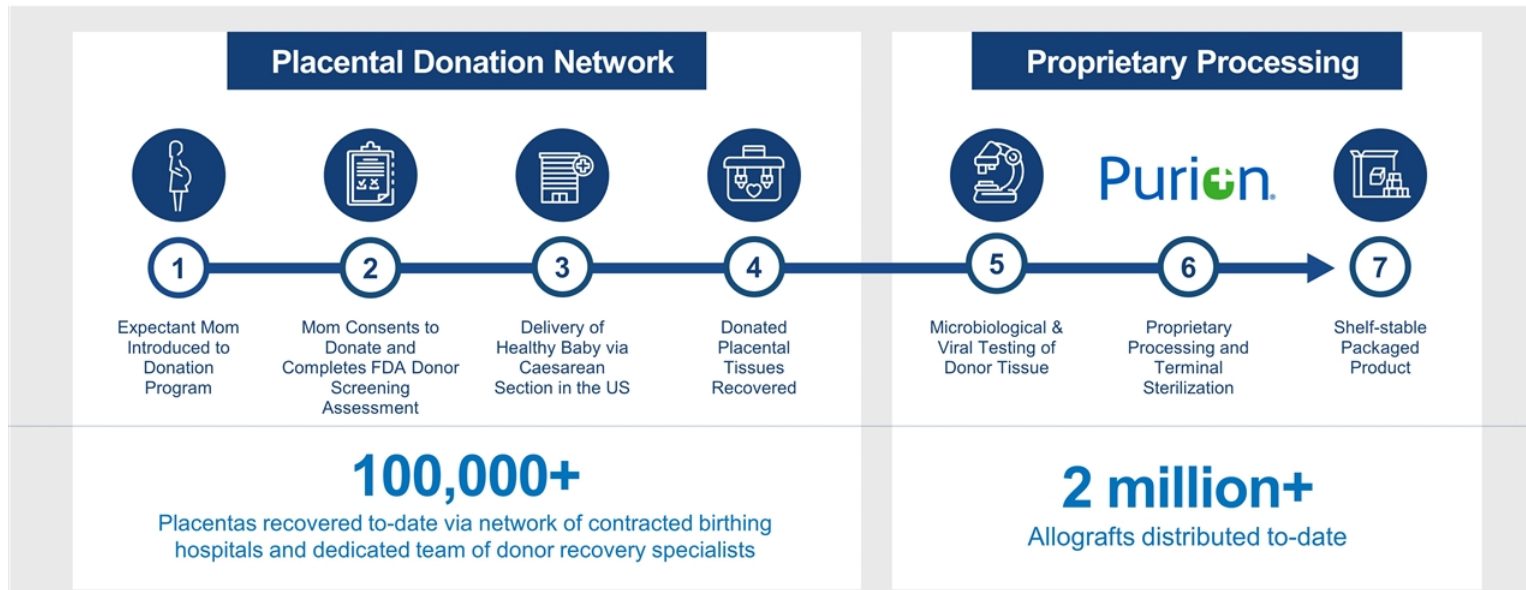 Placental Donation Network
1
Expectant Mom
Introduced to
Donation
Program
2
Mom Consents to
Donate and
Completes FDA Donor
Screening
Assessment
3
Delivery of
Healthy Baby via
Caesarean
Section in the US
4
Donated
Placental
Tissues
Recovered
100,000+
Placentas recovered to-date via network of contracted birthing
hospitals and dedicated team of donor recovery specialists
Proprietary Processing
5
Microbiological &
Viral Testing of
Donor Tissue
Purion®
6
Proprietary
Processing and
Terminal
Sterilization
7
Shelf-stable
Packaged
Product
2 million+
Allografts distributed to-date